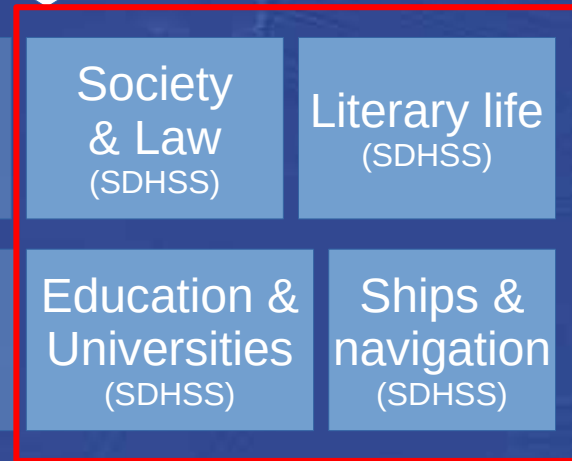 Society
& Law
(SDHSS)
Literary life
(SDHSS)
Education &
Universities
(SDHSS)
Ships &
navigation
(SDHSS)